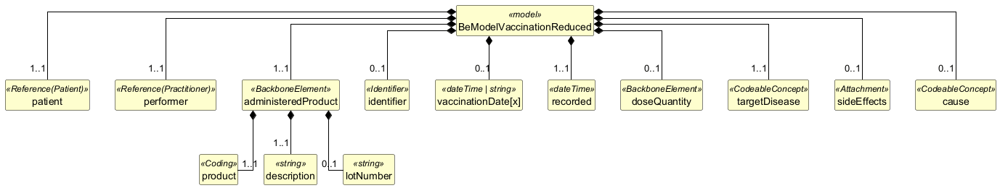 «model»
BeModelVaccinationReduced
1..1
1..1
1..1
0..1
0..1
1..1
0..1
1..1
0..1
0..1
«Reference(Patient)»
patient
«Reference(Practitioner)»
performer
«BackboneElement»
administeredProduct
«Identifier»
identifier
«dateTime | string»
vaccinationDate[x]
«dateTime»
recorded
«BackboneElement»
doseQuantity
«CodeableConcept»
targetDisease
«Attachment»
sideEffects
«CodeableConcept»
cause
1..1
1..1
0..1
«Coding»
product
«string»
description
«string»
lotNumber